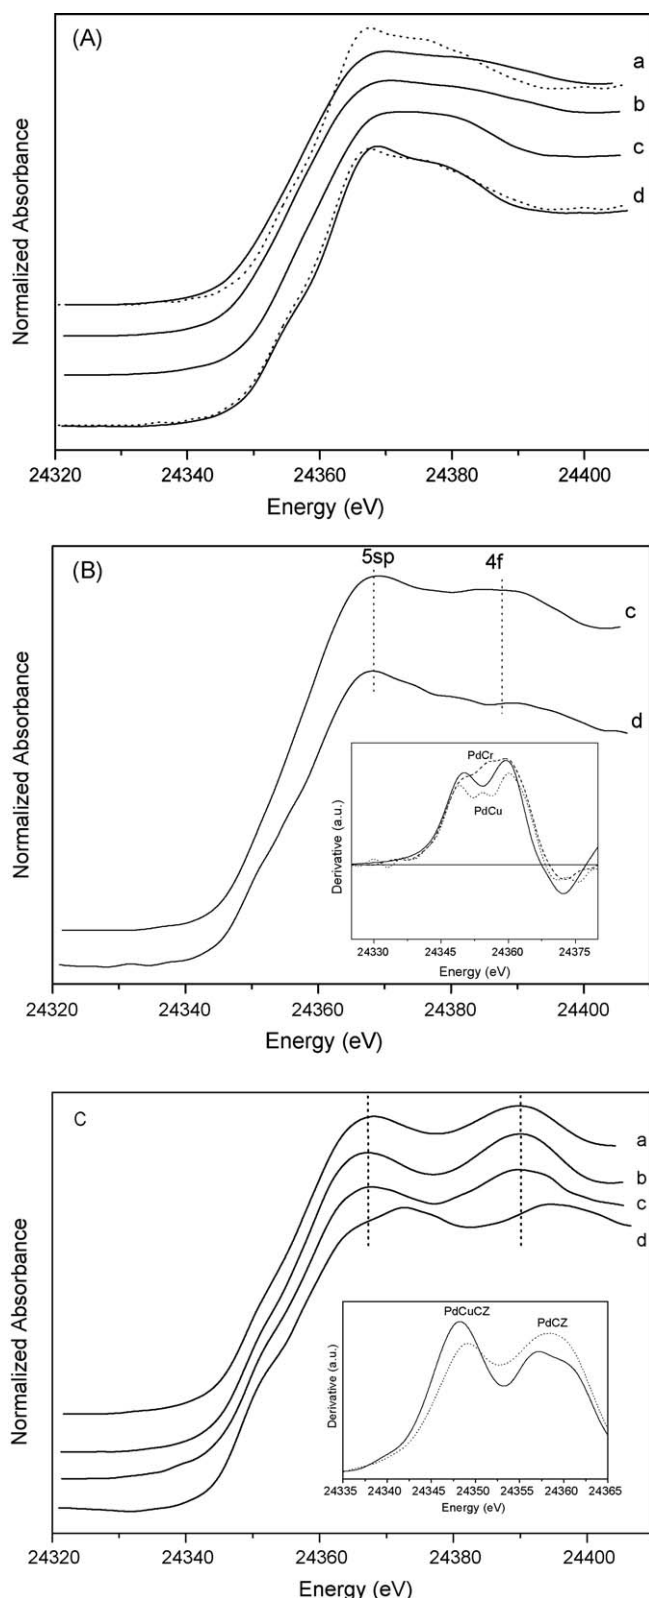 (A)
a
b
c
d
Normalized Absorbance
24320 24340 24360 24380 24400
Energy (eV)
(B)
5sp 4f
c
d
Normalized Absorbance
PdCr
PdCu
Derivative (a.u.)
24330 24345 24360 24375
Energy (eV)
24320 24340 24360 24380 24400
Energy (eV)
C
a
b
c
d
Normalized Absorbance
PdCuCZ PdCZ
Derivative (a.u.)
24335 24340 24345 24350 24355 24360 24365
Energy (eV)
24320 24340 24360 24380 24400
Energy (eV)